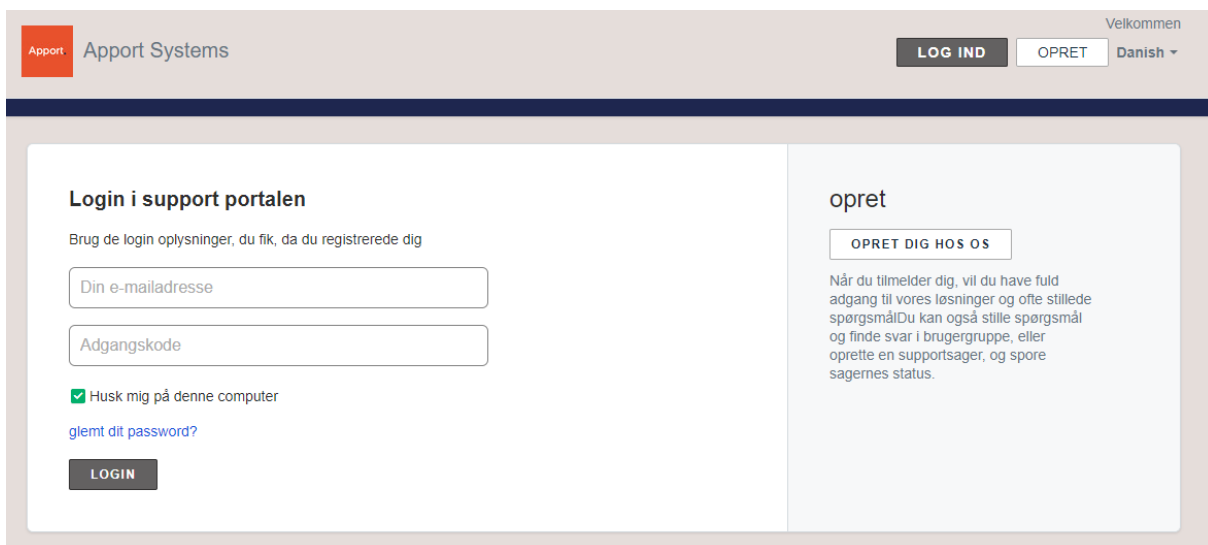 Velkommen
Apport.
Apport Systems
LOG IND
OPRET
Danish
Login i support portalen
Brug de login oplysninger, du fik, da du registrerede dig
Din e-mailadresse
Adgangskode
Husk mig på denne computer
glemt dit password?
LOGIN
opret
OPRET DIG HOS OS
Når du tilmelder dig, vil du have fuld
adgang til vores løsninger og ofte stillede
spørgsmålDu kan også stille spørgsmål
og finde svar i brugergruppe, eller
oprette en supportsager, og spore
sagernes status.